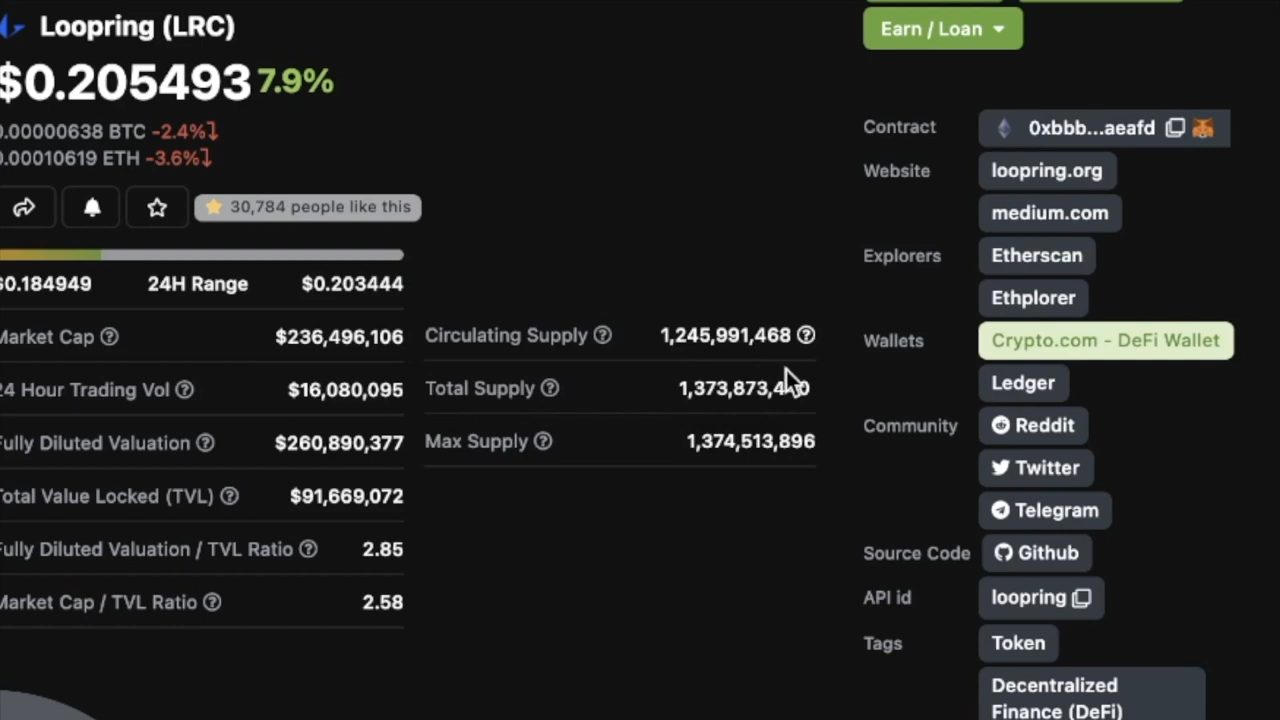 Loopring (LRC)
$0.205493 7.9%
0.00000638 BTC -2.4%
0.00010619 ETH -3.6%
30,784 people like this
$0.184949 24H Range $0.203444
Market Cap $236,496,106
24 Hour Trading Vol $16,080,095
Fully Diluted Valuation $260,890,377
Total Value Locked (TVL) $91,669,072
Fully Diluted Valuation / TVL Ratio 2.85
Market Cap / TVL Ratio 2.58
Circulating Supply 1,245,991,468
Total Supply
Max Supply 1,374,513,896
Earn / Loan
Contract 0xbbb...aeafd
Website loopring.org
medium.com
Explorers Etherscan
Ethplorer
Wallets Crypto.com - DeFi Wallet
Ledger
Community Reddit
Twitter
Telegram
Source Code Github
API id loopring
Tags Token
Decentralized
Finance (DeFi)